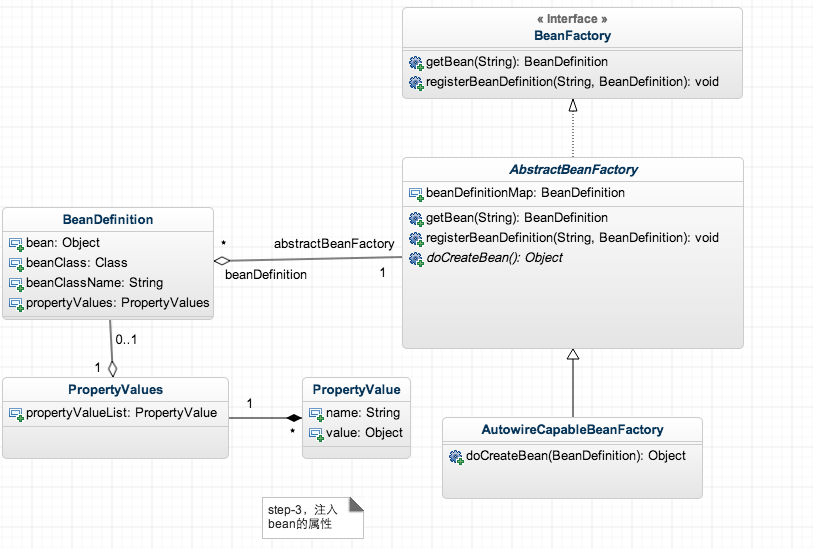 « Interface »
BeanFactory
getBean(String): BeanDefinition
registerBeanDefinition(String, BeanDefinition): void
AbstractBeanFactory
beanDefinitionMap: BeanDefinition
getBean(String): BeanDefinition
registerBeanDefinition(String, BeanDefinition): void
doCreateBean(): Object
BeanDefinition
bean: Object
beanClass: Class
beanClassName: String
propertyValues: PropertyValues
*
abstractBeanFactory
beanDefinition
1
0..1
1
PropertyValues
propertyValueList: PropertyValue
1
*
PropertyValue
name: String
value: Object
AutowireCapableBeanFactory
doCreateBean(BeanDefinition): Object
step-3，注入
bean的属性